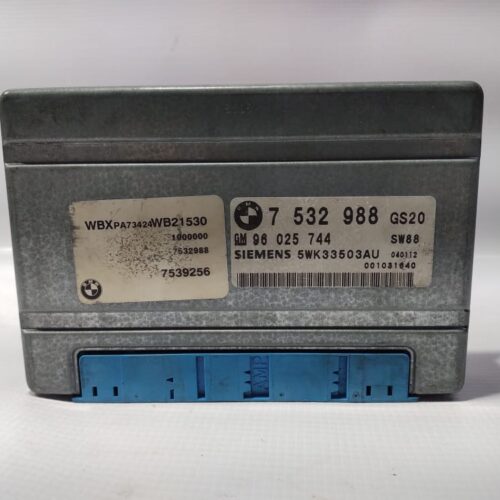 WBXPA73424WB21530
1000000
7532988
7539256
7 532 988 GS20
GM 96 025 744 SW88
SIEMENS 5WK33503AU 040112
001031640
AMP